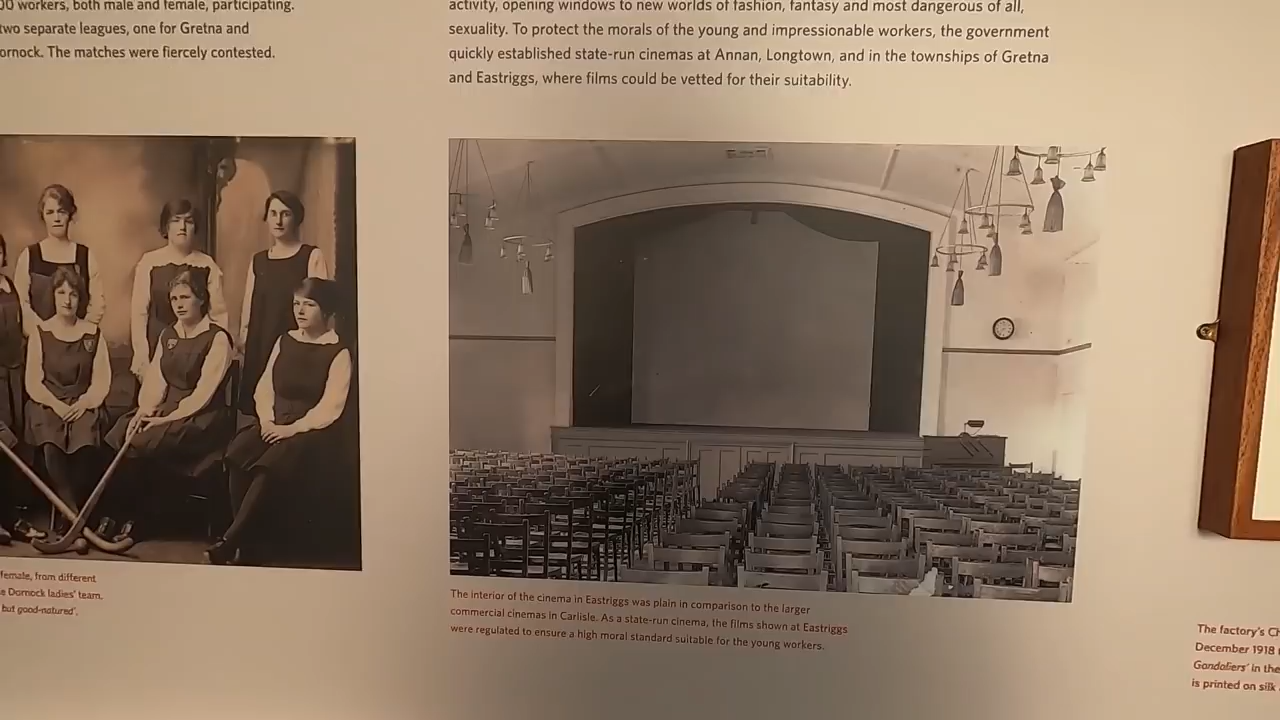 00 workers, both male and female, participating.
two separate leagues, one for Gretna and
ornock. The matches were fiercely contested.
activity, opening windows to new worlds of fashion, fantasy and most dangerous of all,
sexuality. To protect the morals of the young and impressionable workers, the government
quickly established state-run cinemas at Annan, Longtown, and in the townships of Gretna
and Eastriggs, where films could be vetted for their suitability.
female, from different
e Dornock ladies' team,
but good-natured'.
The interior of the cinema in Eastriggs was plain in comparison to the larger
commercial cinemas in Carlisle. As a state-run cinema, the films shown at Eastriggs
were regulated to ensure a high moral standard suitable for the young workers.
The factory's Ch
December 1918
Gondoliers' in the
is printed on silk